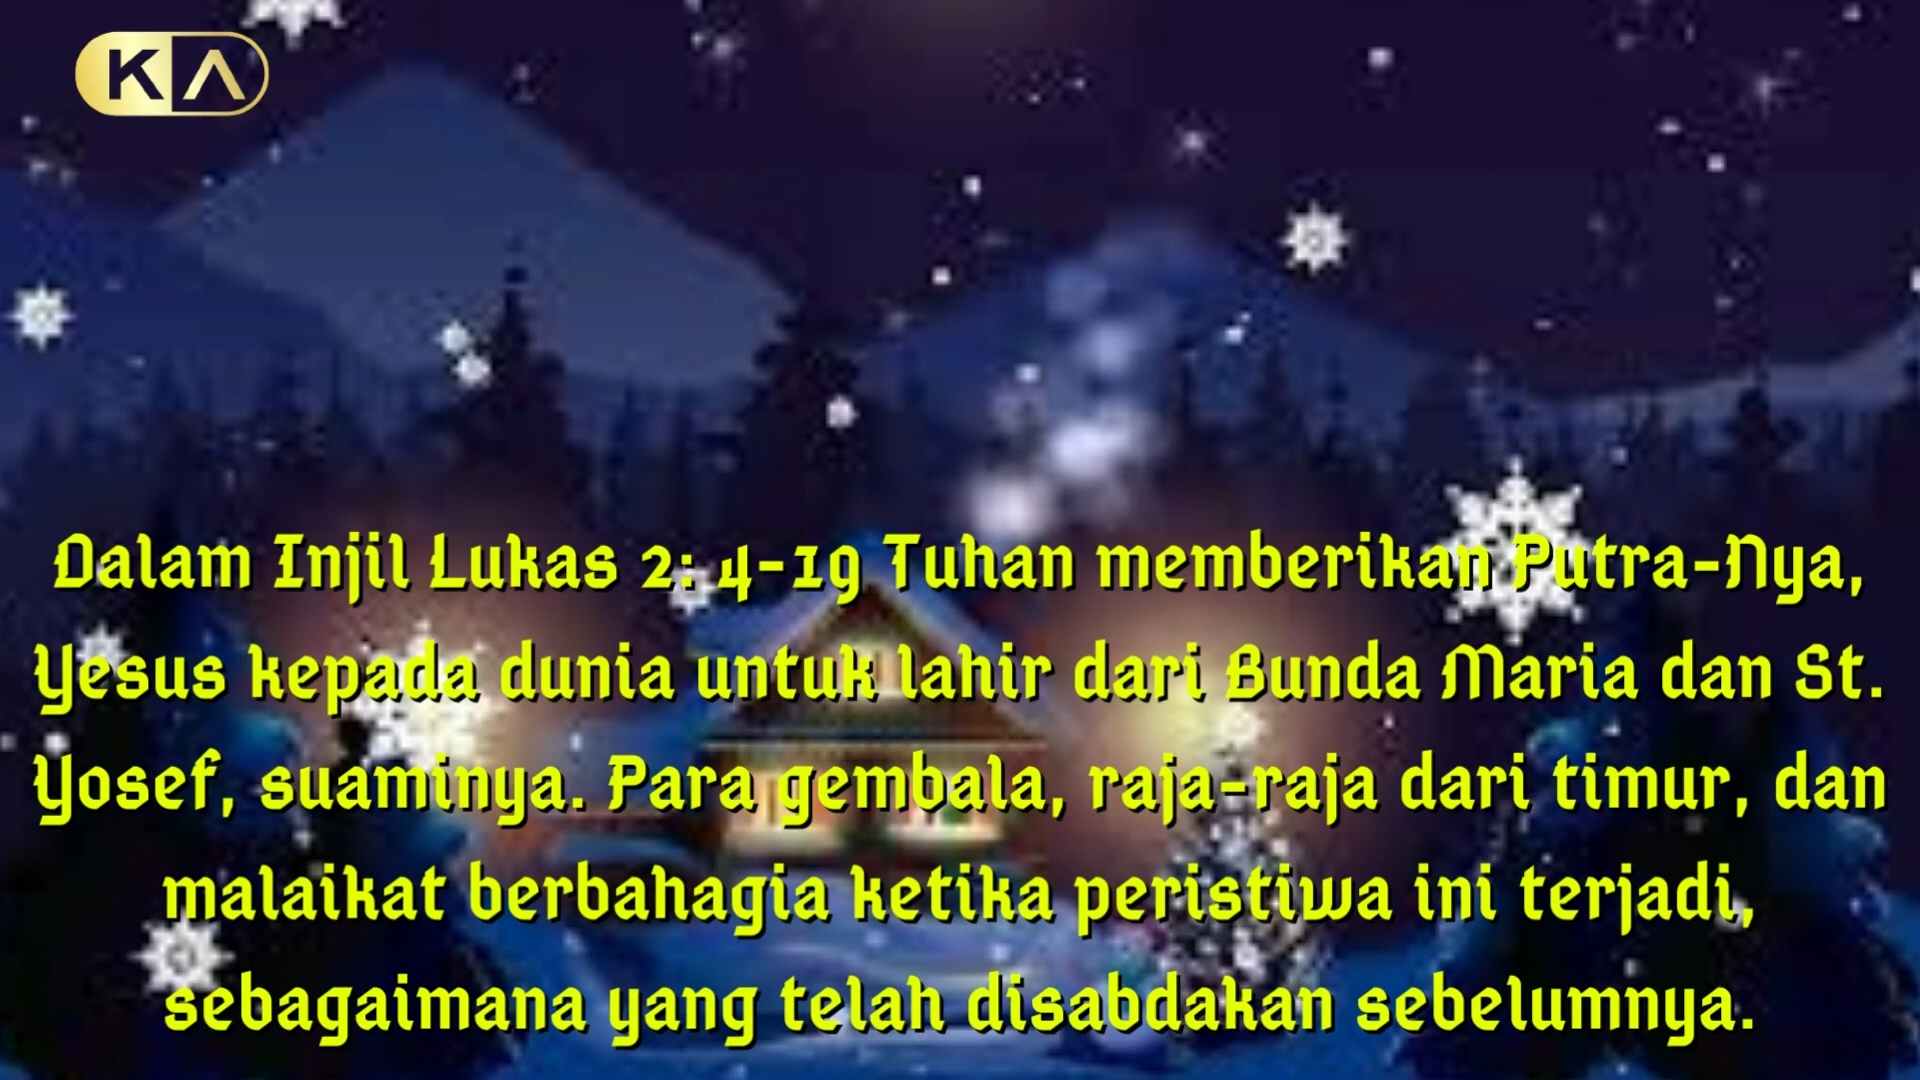 KA
Dalam Injil Lukas 2: 4-19 Tuhan memberikan Putra-Nya,
Yesus kepada dunia untuk lahir dari Bunda Maria dan St.
Yosef, suaminya. Para gembala, raja-raja dari timur, dan
malaikat berbahagia ketika peristiwa ini terjadi,
sebagaimana yang telah disabdakan sebelumnya.